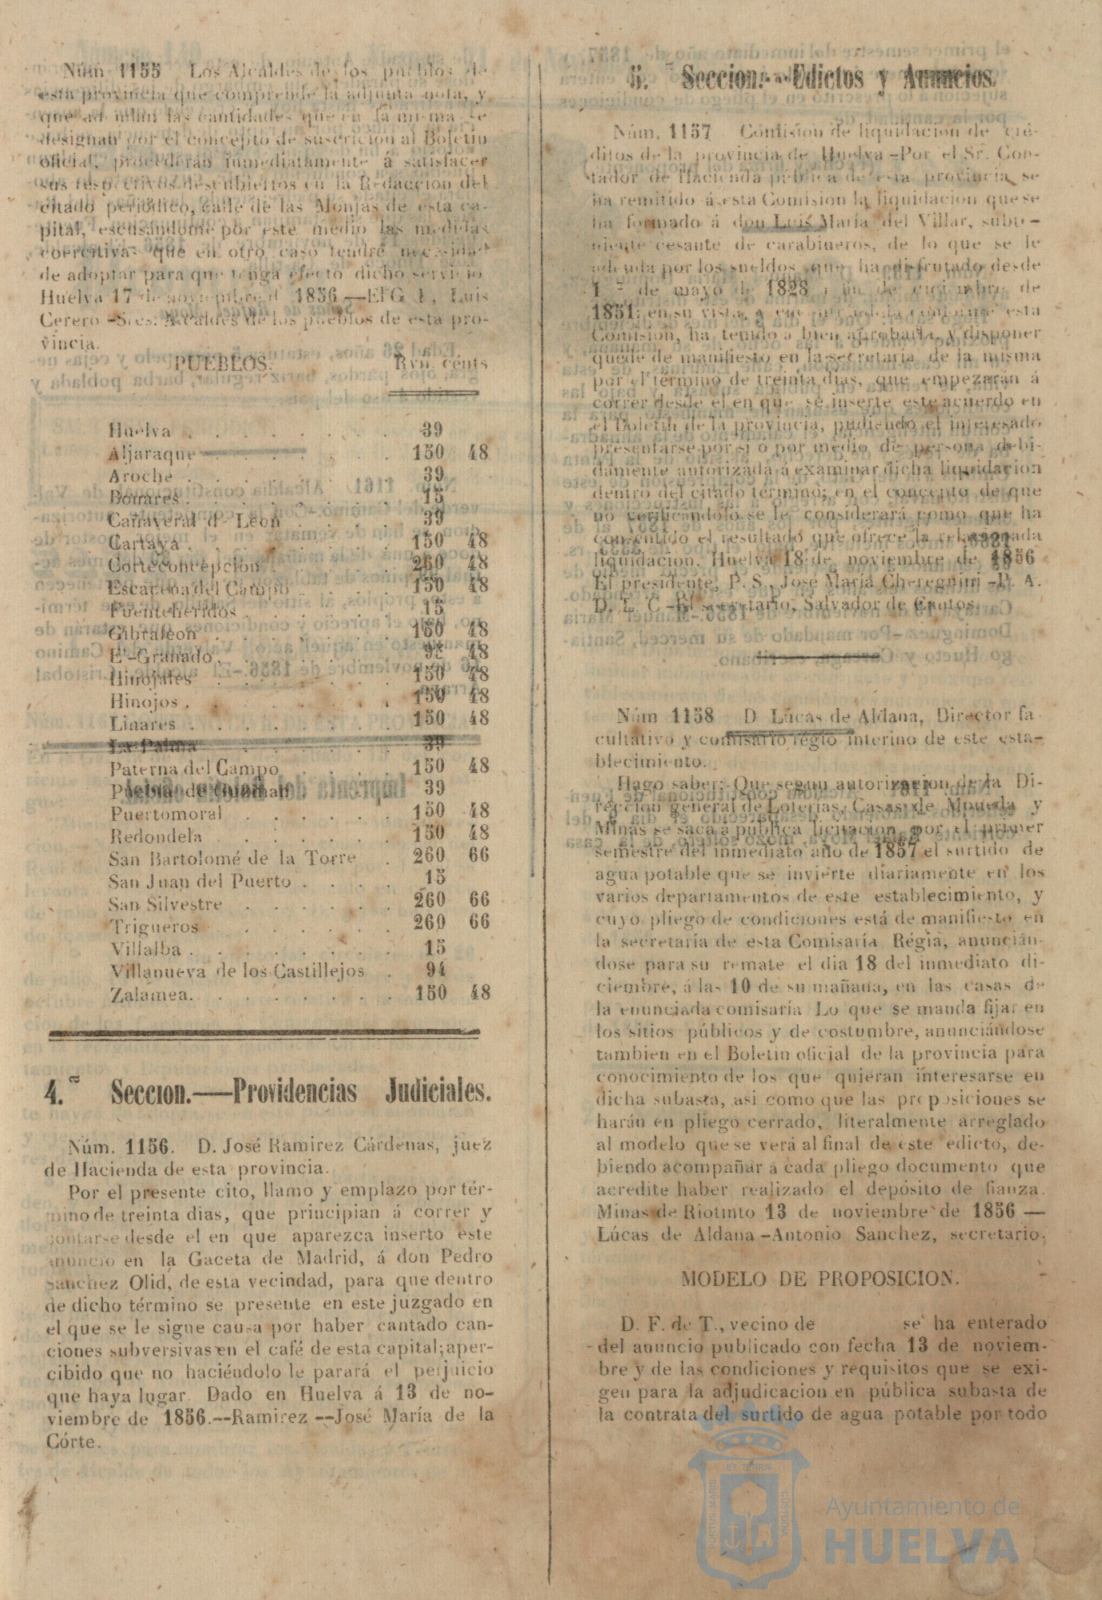 Núm. 1155 Los Alcaldes de los pueblos de
esta provincia que comprende la adjunta nota, y
que adeudan las cantidades que en la misma se
designan por el concepto de suscricion al Boletin
oficial, procederán inmediatamente á satisfacer
sus respectivos descubiertos en la Redaccion del
citado periódico, calle de las Monjas de esta ca-
pital, escusándome por este medio las medidas
coercitivas que en otro caso tendré necesidad
de adoptar para que tenga efecto dicho servicio
Huelva 17 de noviembre de 1856.—El G. I., Luis
Cerero.-Sres. Alcaldes de los pueblos de esta pro-
vincia.
PUEBLOS. Rvn. cénts
Huelva . . . . . . . 39
Aljaraque . . . . . . 150 48
Aroche . . . . . . . 39
Bonares . . . . . . . 15
Cañaveral de Leon . . . . 39
Cartaya . . . . . . . 150 48
Corteconcepcion . . . . . 260 48
Escacena del Campo . . . . 150 48
Fuenteheridos . . . . . 15
Gibraleon . . . . . . 48
El Granado . . . . . . 48
Hinojales . . . . . . 150 48
Hinojos . . . . . . . 150 48
Linares . . . . . . . 150 48
La Palma . . . . . . 39
Paterna del Campo . . . . 150 48
39
Puertomoral . . . . . 150 48
Redondela . . . . . . 150 48
San Bartolomé de la Torre . 260 66
San Juan del Puerto . . . . 15
San Silvestre . . . . . 260 66
Trigueros . . . . . . 260 66
Villalba . . . . . . . 15
Villanueva de los Castillejos . 94
Zalamea. . . . . . . . 150 48
4.ª Seccion.—Providencias Judiciales.
Núm. 1156. D. José Ramirez Cárdenas, juez
de Hacienda de esta provincia.
Por el presente cito, llamo y emplazo por tér-
mino de treinta dias, que principian á correr y
contarse desde el en que aparezca inserto este
anuncio en la Gaceta de Madrid, á don Pedro
Sanchez Olid, de esta vecindad, para que dentro
de dicho término se presente en este juzgado en
el que se le sigue causa por haber cantado can-
ciones subversivas en el café de esta capital; aper-
cibido que no haciéndolo le parará el perjuicio
que haya lugar. Dado en Huelva á 13 de no-
viembre de 1856.--Ramirez --José María de la
Córte.
5.ª Seccion.--Edictos y Anuncios.
Núm. 1157 Comision de liquidacion de cré-
ditos de la provincia de Huelva -Por el Sr. Con-
tador de Hacienda pública de esta provincia se
ha remitido á esta Comision la liquidacion que se
ha formado á don Luis María del Villar, subte-
niente cesante de carabineros, de lo que se le
adeuda por los sueldos que ha disfrutado desde
1.º de mayo de 1828 á fin de diciembre de
1851; en su vista, esta
Comision, ha tenido á bien aprobarla, y disponer
quede de manifiesto en la secretaría de la misma
por el término de treinta dias, que empezarán á
correr desde el en que se inserte este acuerdo en
el Boletin de la provincia, pudiendo el interesado
presentarse por sí ó por medio de persona debi-
damente autorizada á examinar dicha liquidacion
dentro del citado término; en el concepto de que
no verificándolo se le considerará como que ha
consentido el resultado que ofrece la relacionada
liquidacion. Huelva 18 de noviembre de 1856
El presidente, P. S., José María Chereguini -P. A.
D. L. C.-El secretario, Salvador de Cantos.
Núm 1158 D Lúcas de Aldana, Director fa
cultativo y comisario régio interino de este esta-
blecimiento.
Hago saber: Que segun autorizacion de la Di-
reccion general de Loterias, Casas de Moneda y
Minas se saca á pública licitacion por el primer
semestre del inmediato año de 1857 el surtido de
agua potable que se invierte diariamente en los
varios departamentos de este establecimiento, y
cuyo pliego de condiciones está de manifiesto en
la secretaría de esta Comisaría Régia, anuncián-
dose para su remate el dia 18 del inmediato di-
ciembre, á las 10 de su mañana, en las casas de
la enunciada comisaría Lo que se manda fijar en
los sitios públicos y de costumbre, anunciándose
tambien en el Boletin oficial de la provincia para
conocimiento de los que quieran interesarse en
dicha subasta, asi como que las proposiciones se
harán en pliego cerrado, literalmente arreglado
al modelo que se verá al final de este edicto, de-
biendo acompañar á cada pliego documento que
acredite haber realizado el depósito de fianza.
Minas de Riotinto 13 de noviembre de 1856 —
Lúcas de Aldana -Antonio Sanchez, secretario.
MODELO DE PROPOSICION.
D. F. de T., vecino de se ha enterado
del anuncio publicado con fecha 13 de noviem-
bre y de las condiciones y requisitos que se exi-
gen para la adjudicacion en pública subasta de
la contrata del surtido de agua potable por todo
Ayuntamiento de
HUELVA